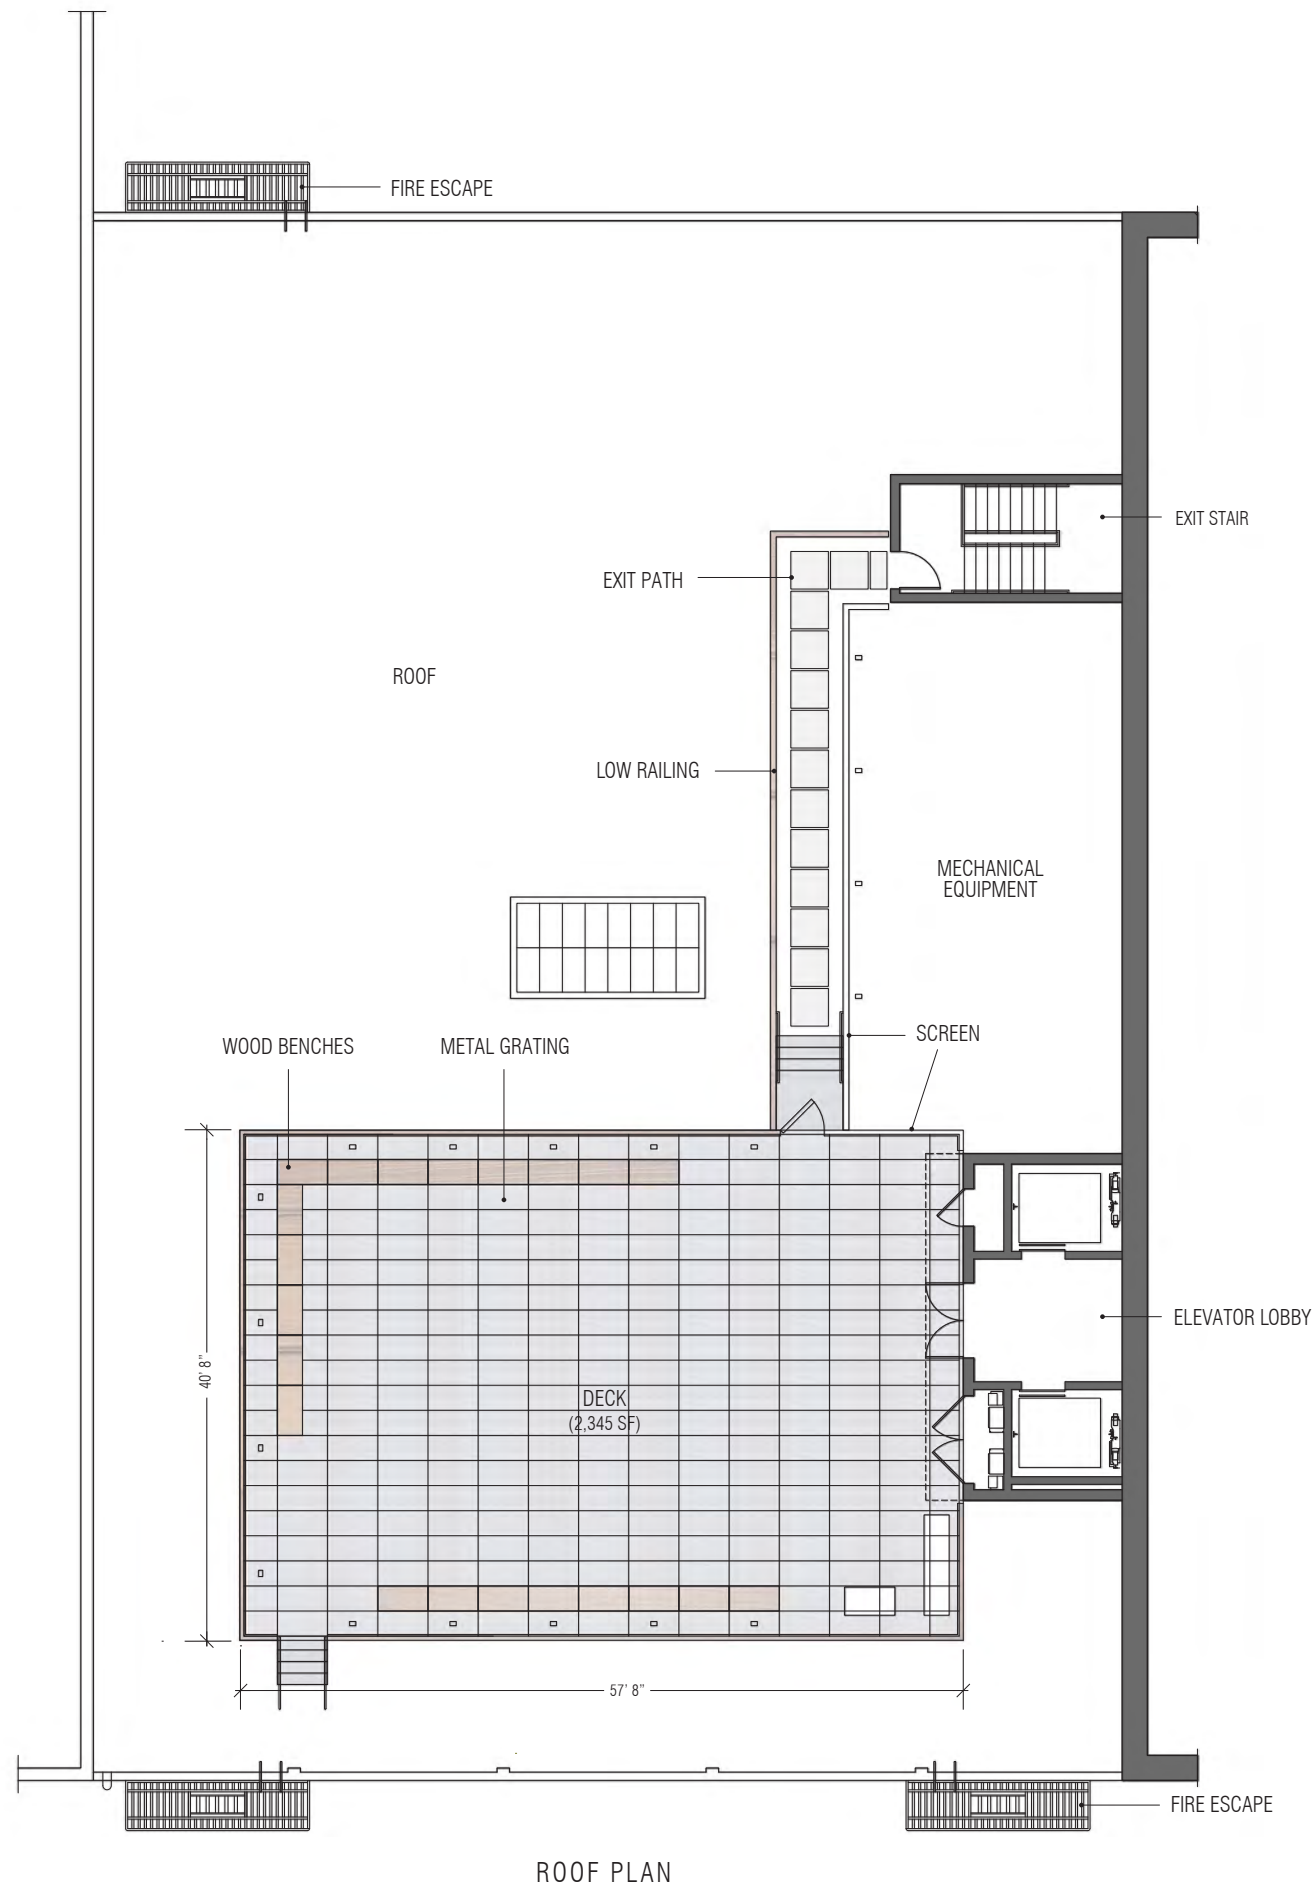 FIRE ESCAPE
EXIT STAIR
EXIT PATH
ROOF
LOW RAILING
MECHANICAL
EQUIPMENT
SCREEN
WOOD BENCHES
METAL GRATING
ELEVATOR LOBBY
40' 8"
DECK
(2,345 SF)
57' 8"
FIRE ESCAPE
ROOF PLAN